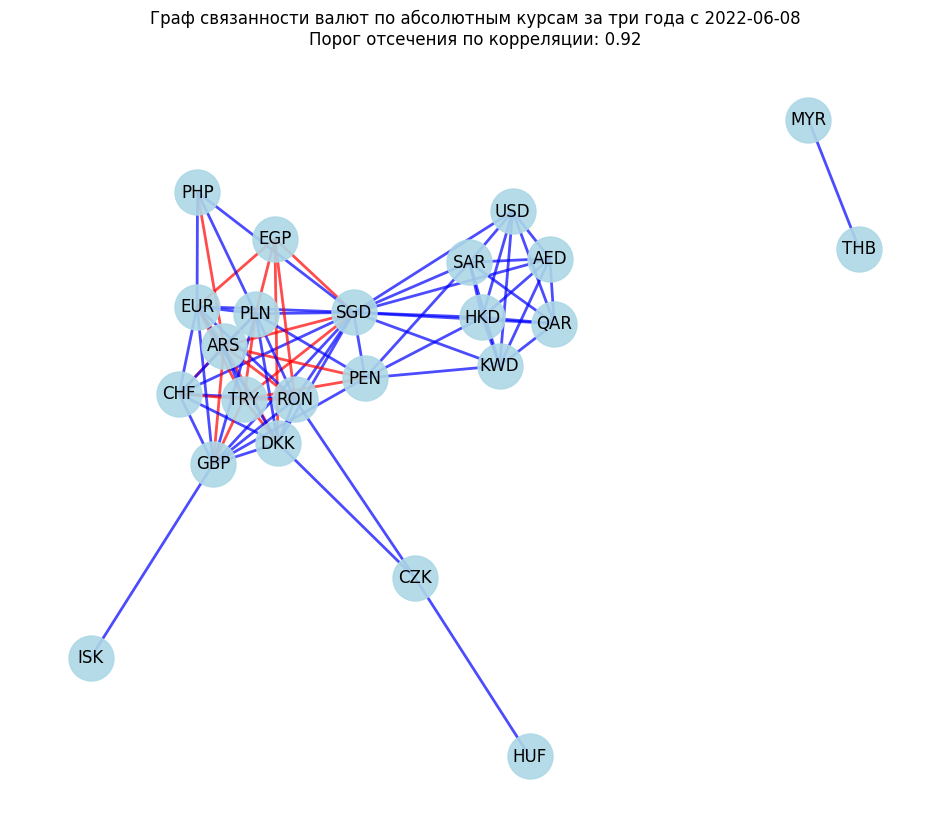 Граф связанности валют по абсолютным курсам за три года с 2022-06-08
Порог отсечения по корреляции: 0.92
MYR
PHP
USD
EGP
THB
SAR
AED
EUR
PLN
SGD
HKD
QAR
ARS
KWD
PEN
CHF
TRY
RON
DKK
GBP
CZK
ISK
HUF